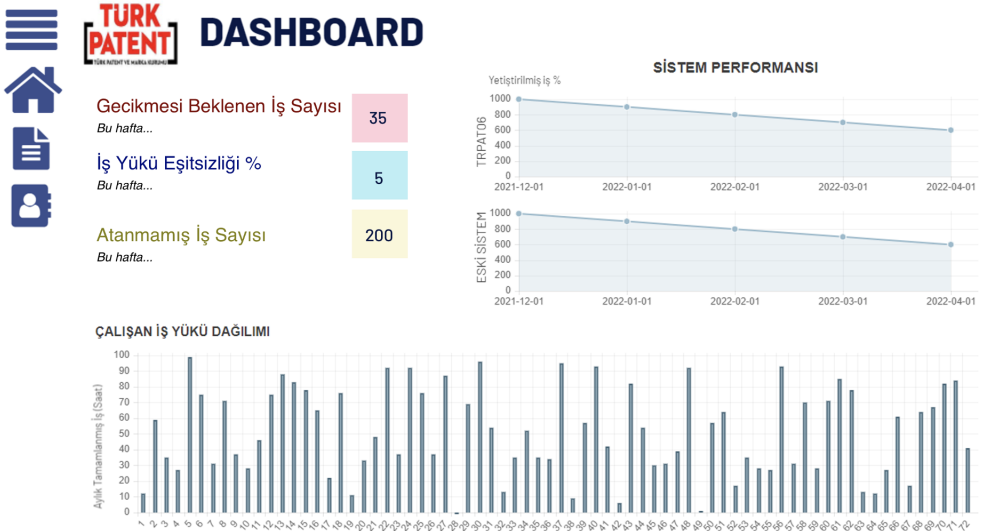 TÜRK
PATENT
TÜRK PATENT VE MARKA KURUMU
DASHBOARD
Gecikmesi Beklenen İş Sayısı
Bu hafta...
35
İş Yükü Eşitsizliği %
Bu hafta...
5
Atanmamış İş Sayısı
Bu hafta...
200
SİSTEM PERFORMANSI
Yetiştirilmiş iş %
TRPAT06
1000
800
600
400
200
0
2021-12-01 2022-01-01 2022-02-01 2022-03-01 2022-04-01
ESKİ SİSTEM
1000
800
600
400
200
0
2021-12-01 2022-01-01 2022-02-01 2022-03-01 2022-04-01
ÇALIŞAN İŞ YÜKÜ DAĞILIMI
Aylık Tamamlanmış İş (Saat)
100
90
80
70
60
50
40
30
20
10
0
1 2 3 4 5 6 7 8 9 10 11 12 13 14 15 16 17 18 19 20 21 22 23 24 25 26 27 28 29 30 31 32 33 34 35 36 37 38 39 40 41 42 43 44 45 46 47 48 49 50 51 52 53 54 55 56 57 58 59 60 61 62 63 64 65 66 67 68 69 70 71 72